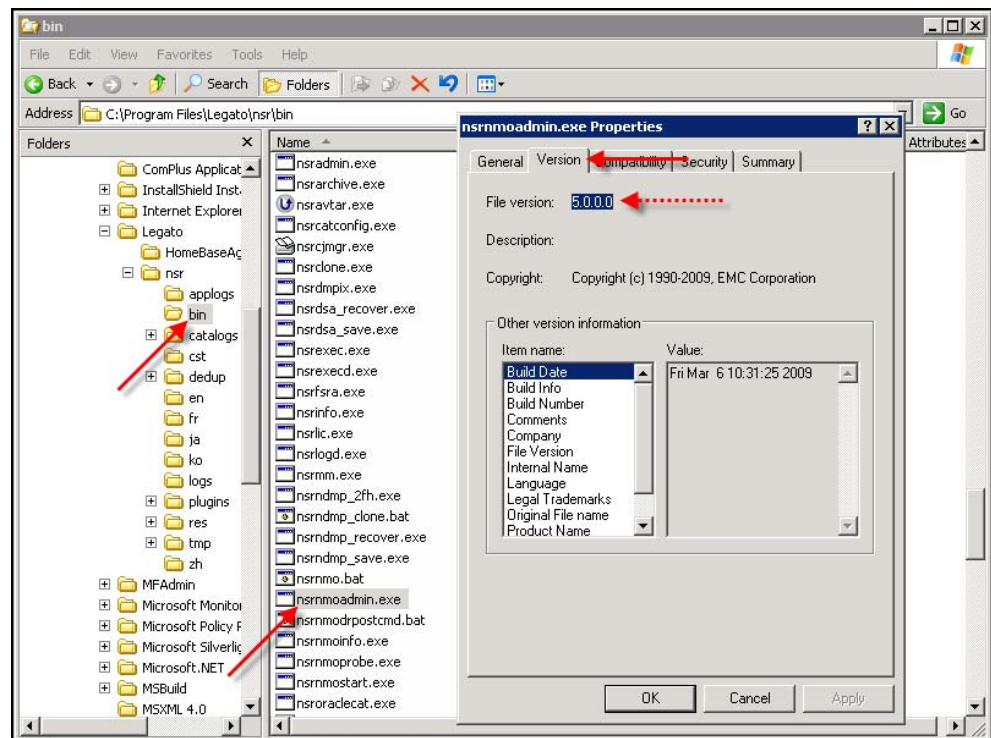 bin
File Edit View Favorites Tools Help
Back Search Folders
Address C:\Program Files\Legato\nsr\bin Go
Folders
ComPlus Applicat
InstallShield Inst
Internet Explorer
Legato
HomeBaseAg
nsr
applogs
bin
catalogs
cst
dedup
en
fr
ja
ko
logs
plugins
res
tmp
zh
MFAdmin
Microsoft Monitor
Microsoft Policy
Microsoft Silverlig
Microsoft.NET
MSBuild
MSXML 4.0
Name Attributes
nsradmin.exe
nsrarchive.exe
nsravtar.exe
nsrcatconfig.exe
nsrcjmgr.exe
nsrclone.exe
nsrdmpix.exe
nsrdsa_recover.exe
nsrdsa_save.exe
nsrexec.exe
nsrexecd.exe
nsrfsra.exe
nsrinfo.exe
nsrlic.exe
nsrlogd.exe
nsrmm.exe
nsrndmp_2fh.exe
nsrndmp_clone.bat
nsrndmp_recover.exe
nsrndmp_save.exe
nsrnmo.bat
nsrnmoadmin.exe
nsrnmodrpostcmd.bat
nsrnmoinfo.exe
nsrnmoprobe.exe
nsrnmostart.exe
nsroraclecat.exe
nsrnmoadmin.exe Properties
General Version Compatibility Security Summary
File version: 5.0.0.0
Description:
Copyright: Copyright (c) 1990-2009, EMC Corporation
Other version information
Item name: Value:
Build Date Fri Mar 6 10:31:25 2009
Build Info
Build Number
Comments
Company
File Version
Internal Name
Language
Legal Trademarks
Original File name
Product Name
OK Cancel Apply